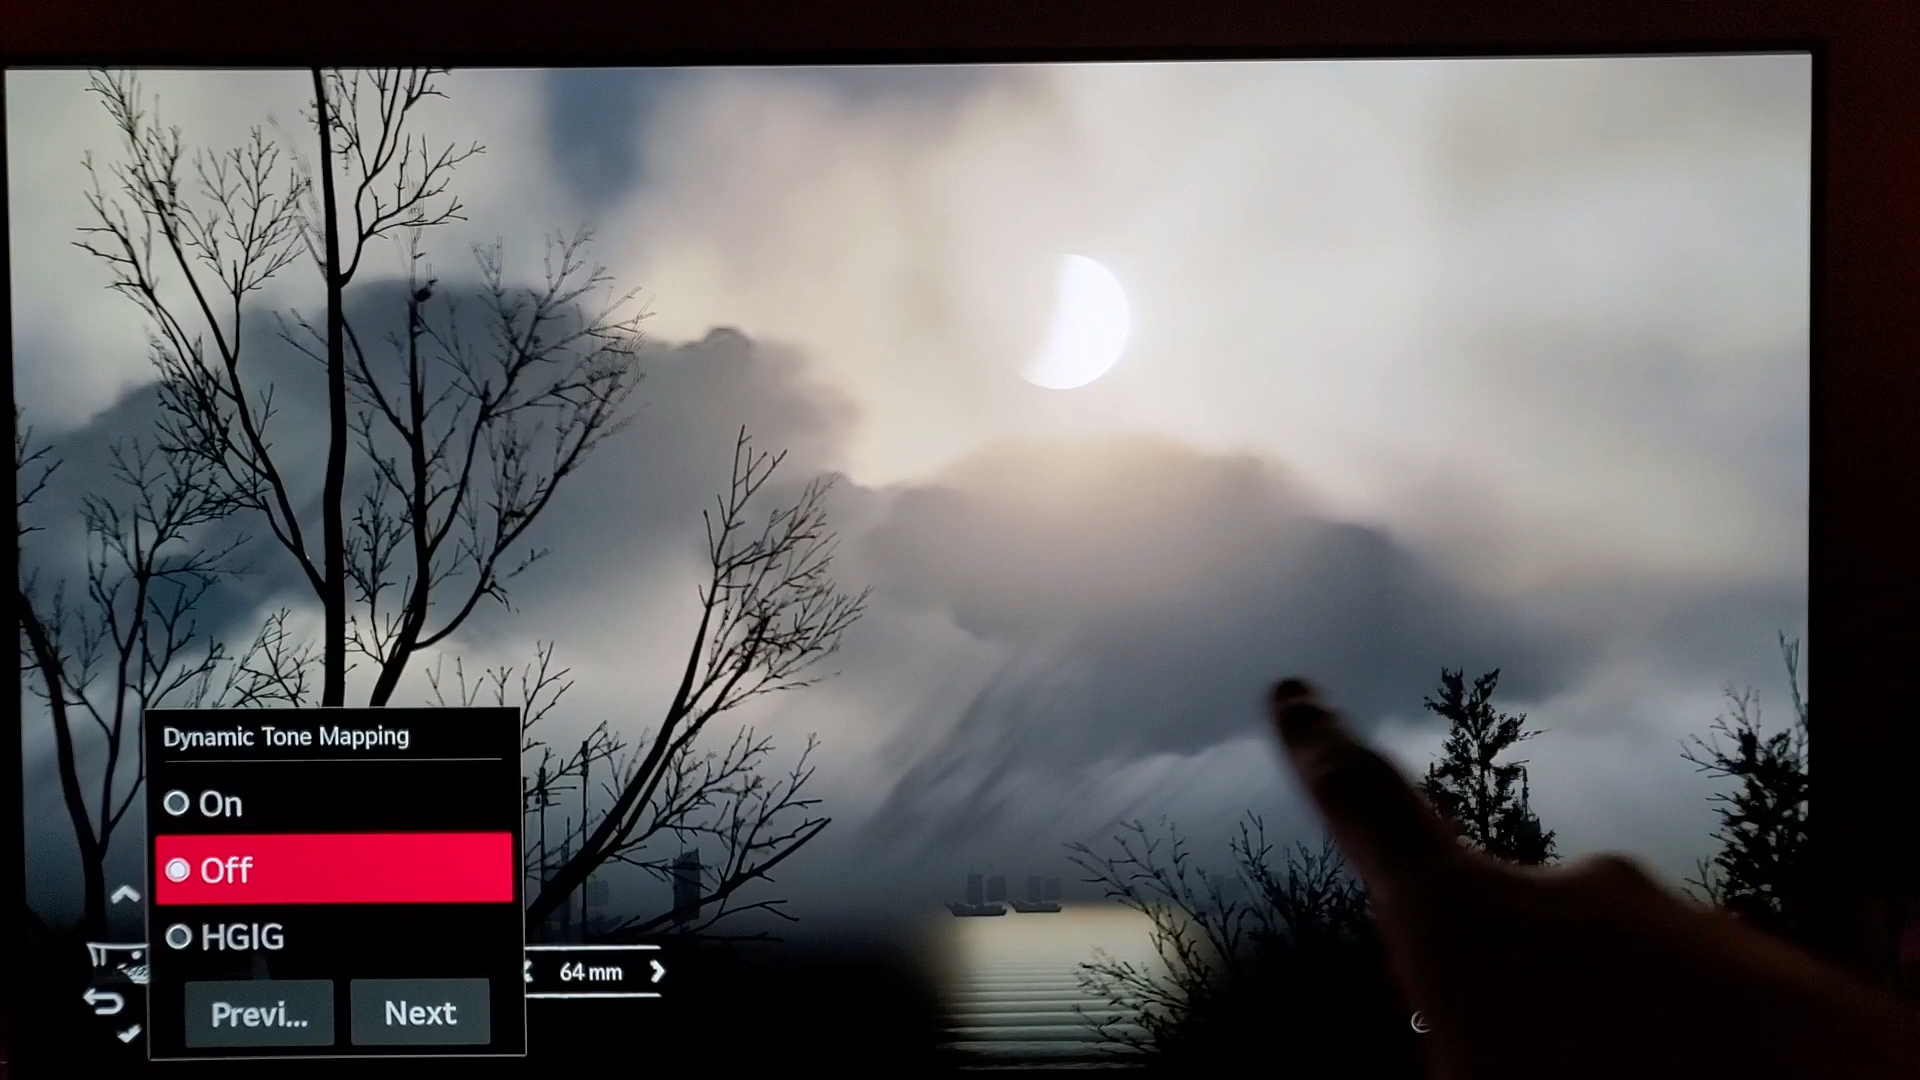 Dynamic Tone Mapping
On
Off
HGIG
Previ...
Next
64 mm